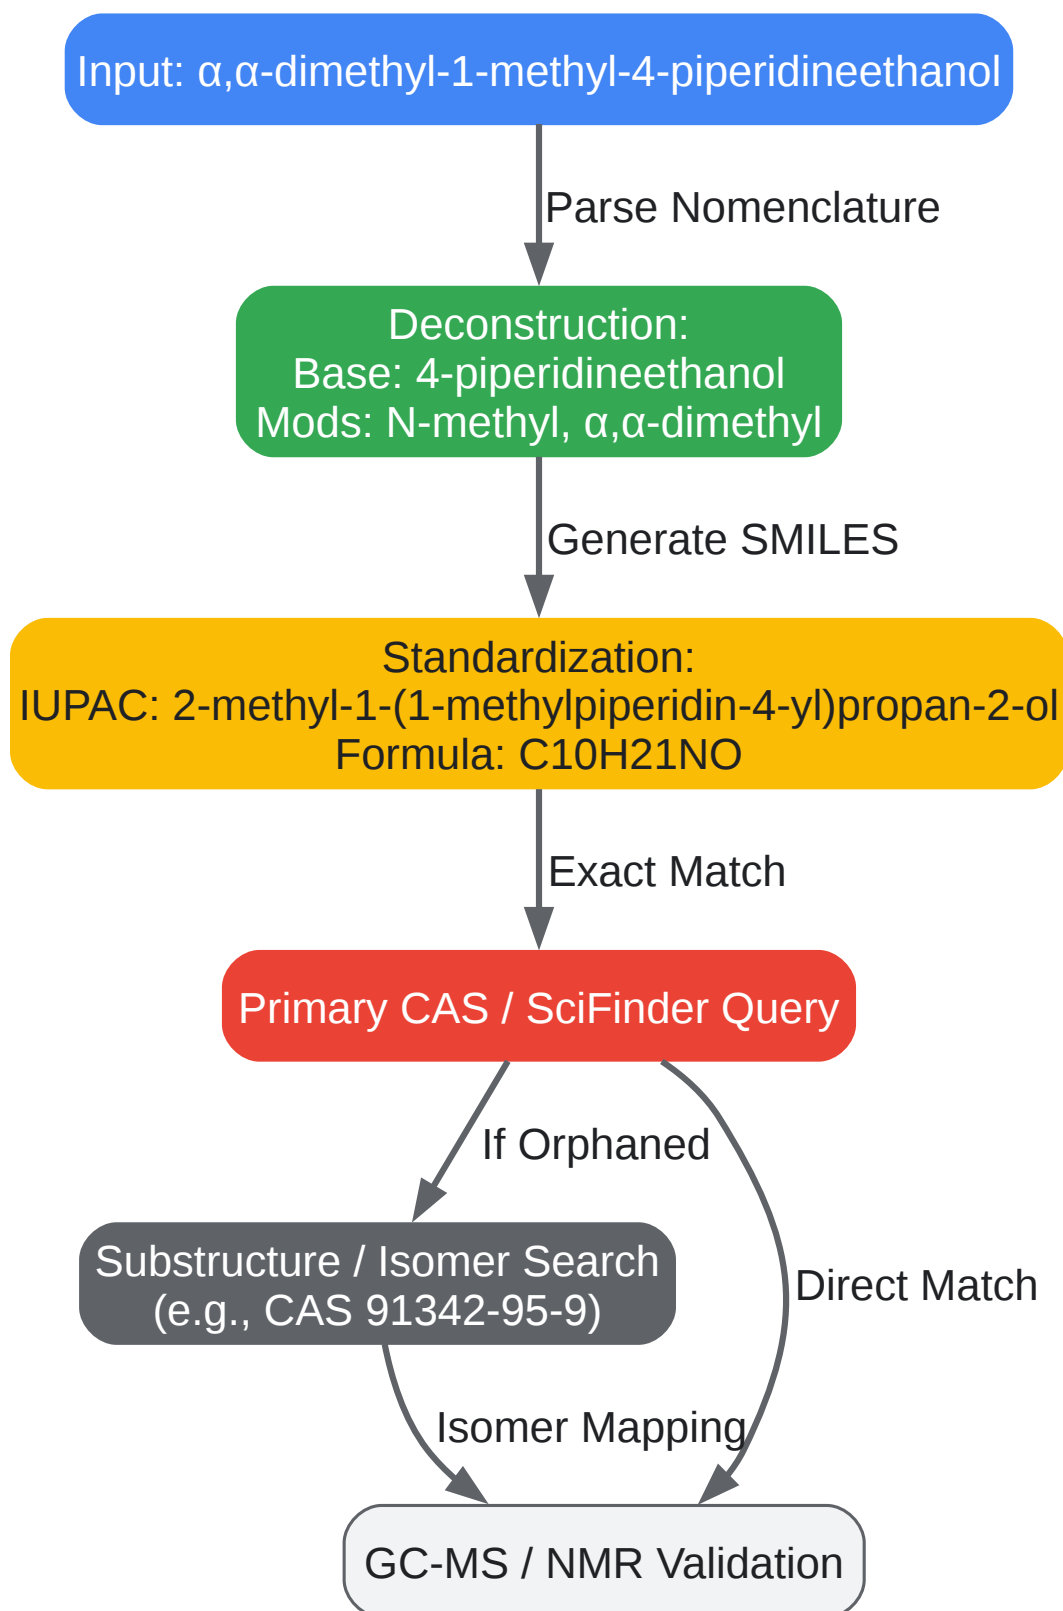 Input: α,α-dimethyl-1-methyl-4-piperidineethanol
Parse Nomenclature
Deconstruction:
Base: 4-piperidineethanol
Mods: N-methyl, α,α-dimethyl
Generate SMILES
Standardization:
IUPAC: 2-methyl-1-(1-methylpiperidin-4-yl)propan-2-ol
Formula: C10H21NO
Exact Match
Primary CAS / SciFinder Query
If Orphaned
Substructure / Isomer Search
(e.g., CAS 91342-95-9)
Direct Match
Isomer Mapping
GC-MS / NMR Validation